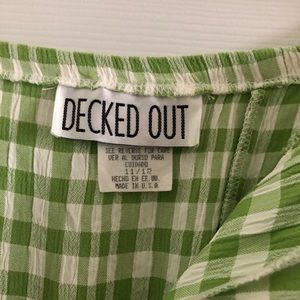 DECKED OUT
SEE REVERSE FOR CARE
VER AL DORSO PARA
CUIDADO
11/12
HECHO EN EE.UU.
MADE IN U.S.A